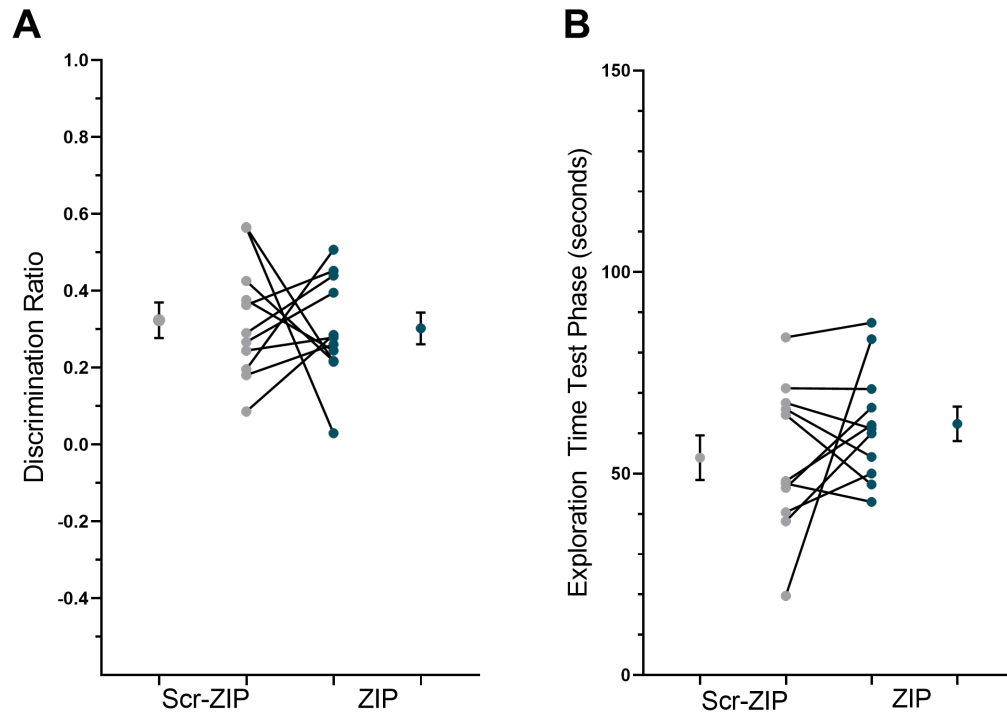 A
Discrimination Ratio
1.0
0.8
0.6
0.4
0.2
0.0
-0.2
-0.4
Scr-ZIP ZIP
B
Exploration Time Test Phase (seconds)
150
100
50
0
Scr-ZIP ZIP